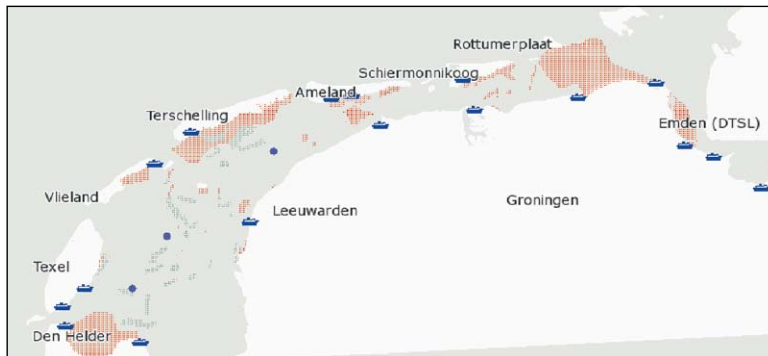 Rottumerplaat
Schiermonnikoog
Ameland
Terschelling
Emden (DTSL)
Vlieland
Groningen
Leeuwarden
Texel
Den Helder